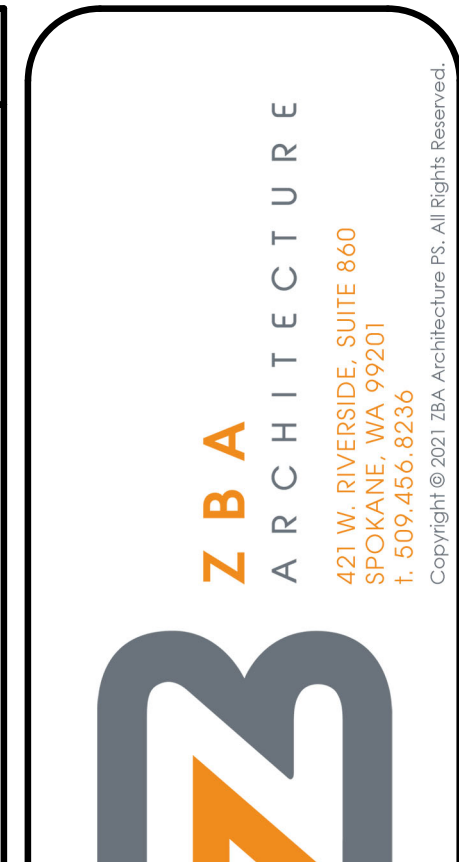 ZBA
ARCHITECTURE
421 W. RIVERSIDE, SUITE 860
SPOKANE, WA 99201
t. 509.456.8236
Copyright © 2021 ZBA Architecture PS. All Rights Reserved.